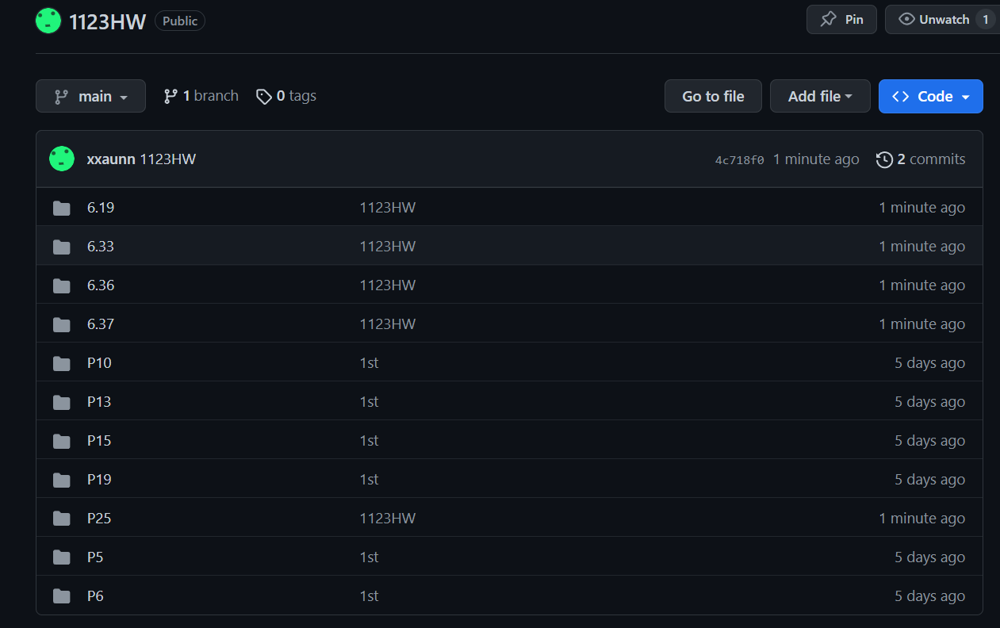 1123HW Public Pin Unwatch 1
main 1 branch 0 tags Go to file Add file Code
xxaunn 1123HW 4c718f0 1 minute ago 2 commits
6.19 1123HW 1 minute ago
6.33 1123HW 1 minute ago
6.36 1123HW 1 minute ago
6.37 1123HW 1 minute ago
P10 1st 5 days ago
P13 1st 5 days ago
P15 1st 5 days ago
P19 1st 5 days ago
P25 1123HW 1 minute ago
P5 1st 5 days ago
P6 1st 5 days ago